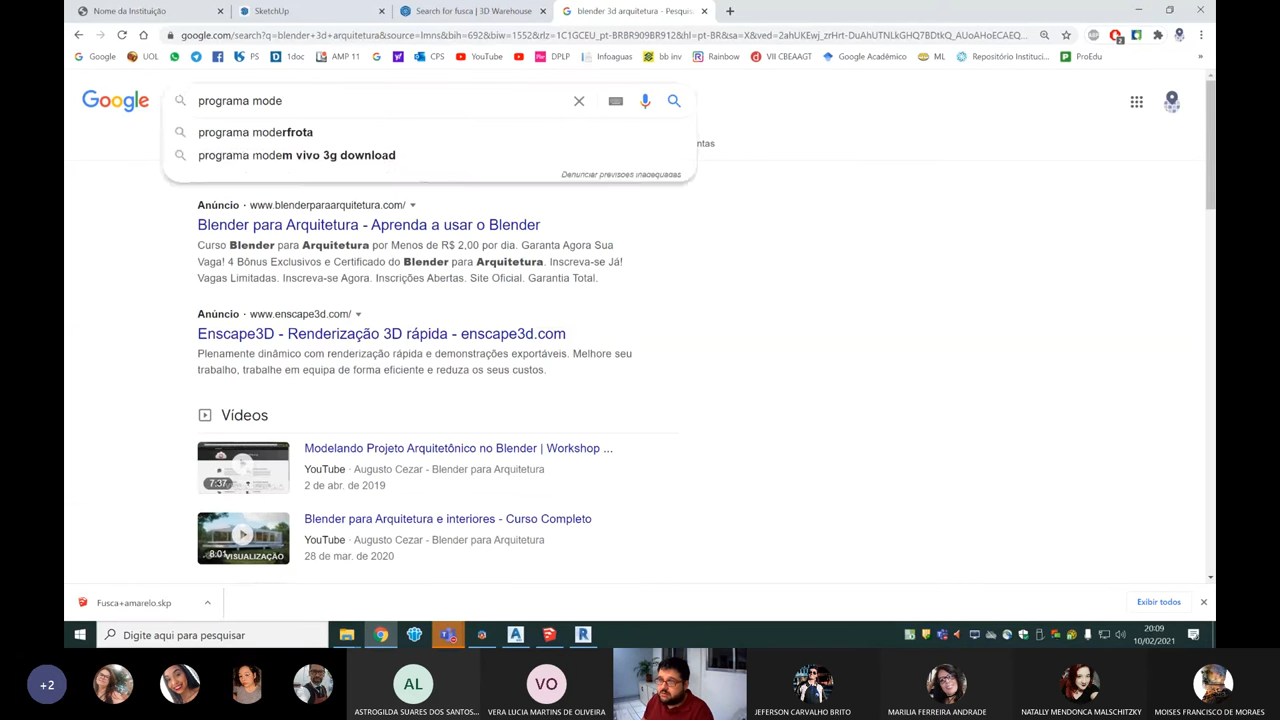 Nome da Instituição
SketchUp
Search for fusca | 3D Warehouse
blender 3d arquitetura - Pesquis
google.com/search?q=blender+3d+arquitetura&source=lmns&bih=692&biw=1552&rlz=1C1GCEU_pt-BRBR909BR912&hl=pt-BR&sa=X&ved=2ahUKEwj_zrHrt-DuAhUTNLkGHQ7BDtkQ_AUoAHoECAEQ...
Google
UOL
PS
1doc
AMP 11
CPS
YouTube
DPLP
Infoaguas
bb inv
Rainbow
VII CBEAAGT
Google Acadêmico
ML
Repositório Instituci...
ProEdu
»
Google
programa mode
programa moderfrota
programa modem vivo 3g download
Denunciar previsões inadequadas
ntas
Anúncio · www.blenderparaarquitetura.com/
Blender para Arquitetura - Aprenda a usar o Blender
Curso Blender para Arquitetura por Menos de R$ 2,00 por dia. Garanta Agora Sua
Vaga! 4 Bônus Exclusivos e Certificado do Blender para Arquitetura. Inscreva-se Já!
Vagas Limitadas. Inscreva-se Agora. Inscrições Abertas. Site Oficial. Garantia Total.
Anúncio · www.enscape3d.com/
Enscape3D - Renderização 3D rápida - enscape3d.com
Plenamente dinâmico com renderização rápida e demonstrações exportáveis. Melhore seu
trabalho, trabalhe em equipe de forma eficiente e reduza os seus custos.
Vídeos
Modelando Projeto Arquitetônico no Blender | Workshop ...
YouTube · Augusto Cezar - Blender para Arquitetura
2 de abr. de 2019
7:37
Blender para Arquitetura e interiores - Curso Completo
YouTube · Augusto Cezar - Blender para Arquitetura
28 de mar. de 2020
8:01
VISUALIZAÇÃO
Fusca+amarelo.skp
Exibir todos
Digite aqui para pesquisar
20:09
10/02/2021
+2
AL
VO
ASTROGILDA SUARES DOS SANTOS...
VERA LUCIA MARTINS DE OLIVEIRA
JEFERSON CARVALHO BRITO
MARILIA FERREIRA ANDRADE
NATALLY MENDONCA MALSCHITZKY
MOISES FRANCISCO DE MORAES